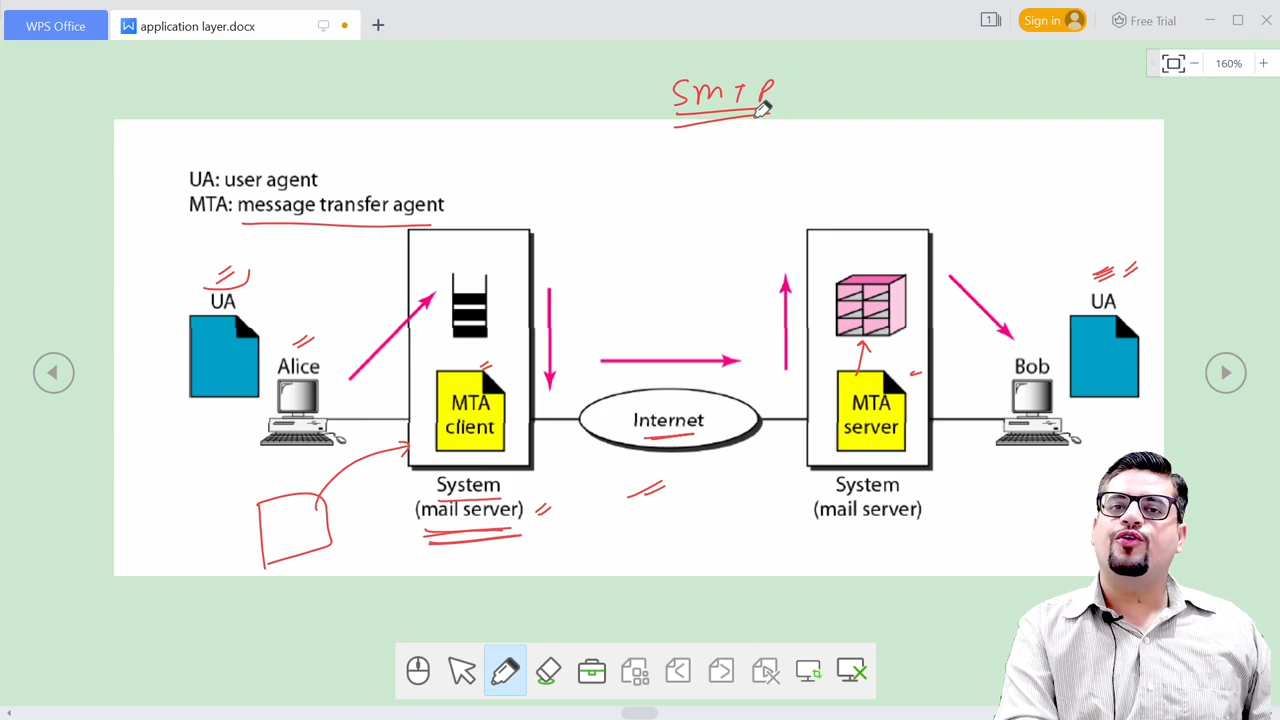 WPS Office
application layer.docx
1
Sign in
Free Trial
160%
SMTP
UA: user agent
MTA: message transfer agent
UA
UA
Alice
Bob
MTA
client
Internet
MTA
server
System
(mail server)
System
(mail server)